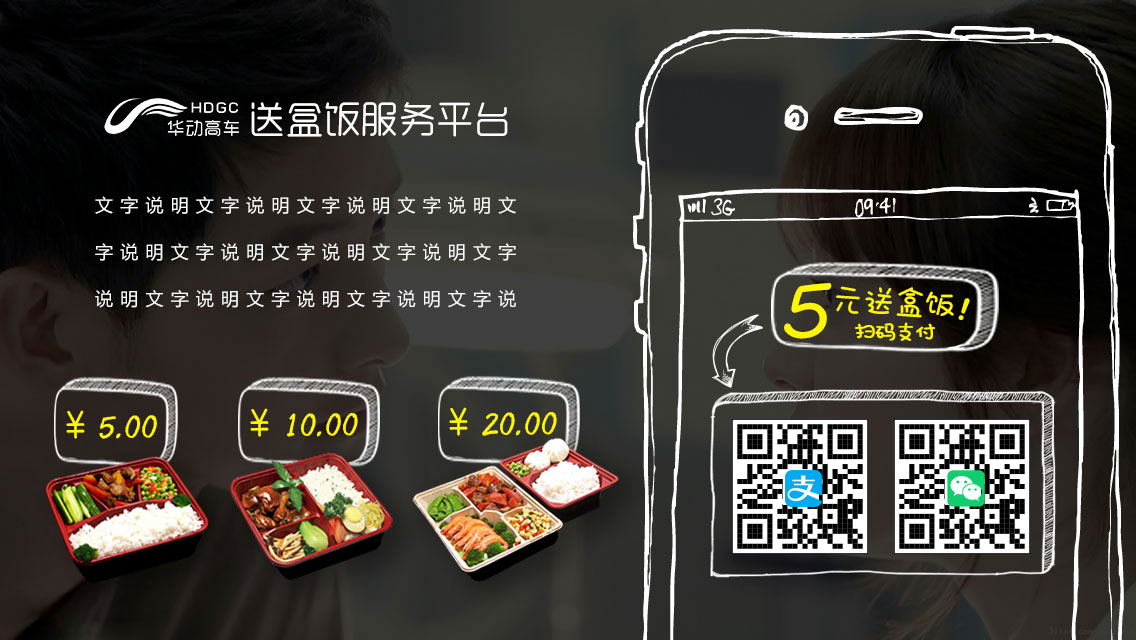 HDGC
华动高车
送盒饭服务平台
文字说明文字说明文字说明文字说明文
字说明文字说明文字说明文字说明文字
说明文字说明文字说明文字说明文字说
¥ 5.00
¥ 10.00
¥ 20.00
3G 09:41
5元送盒饭!
扫码支付
支